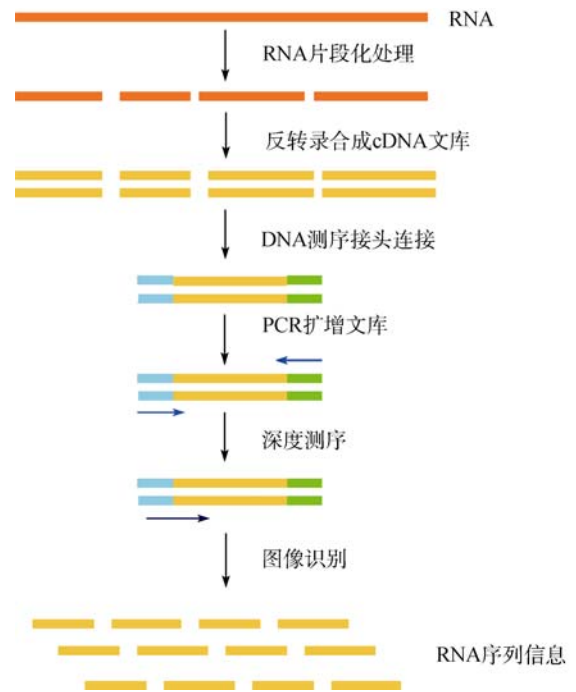 RNA
RNA片段化处理
反转录合成cDNA文库
DNA测序接头连接
PCR扩增文库
深度测序
图像识别
RNA序列信息